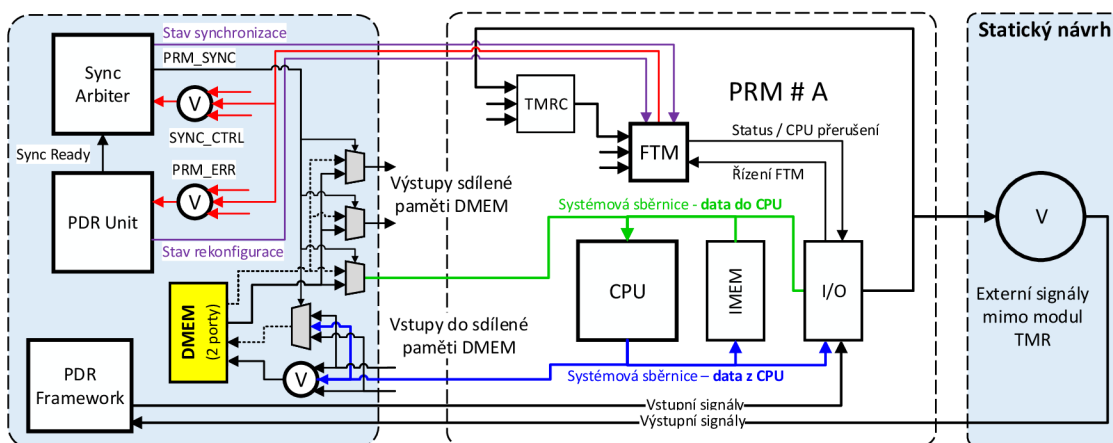 Stav synchronizace
PRM_SYNC
Sync
Arbiter
V
SYNC_CTRL
Sync Ready
PRM_ERR
V
PDR Unit
Stav rekonfigurace
DMEM
(2 porty)
V
PDR
Framework
Výstupy sdílené
paměti DMEM
Vstupy do sdílené
paměti DMEM
TMRC
PRM # A
FTM
Status / CPU přerušení
Řízení FTM
Systémová sběrnice - data do CPU
CPU
IMEM
I/O
Systémová sběrnice – data z CPU
Vstupní signály
Výstupní signály
Statický návrh
V
Externí signály
mimo modul
TMR